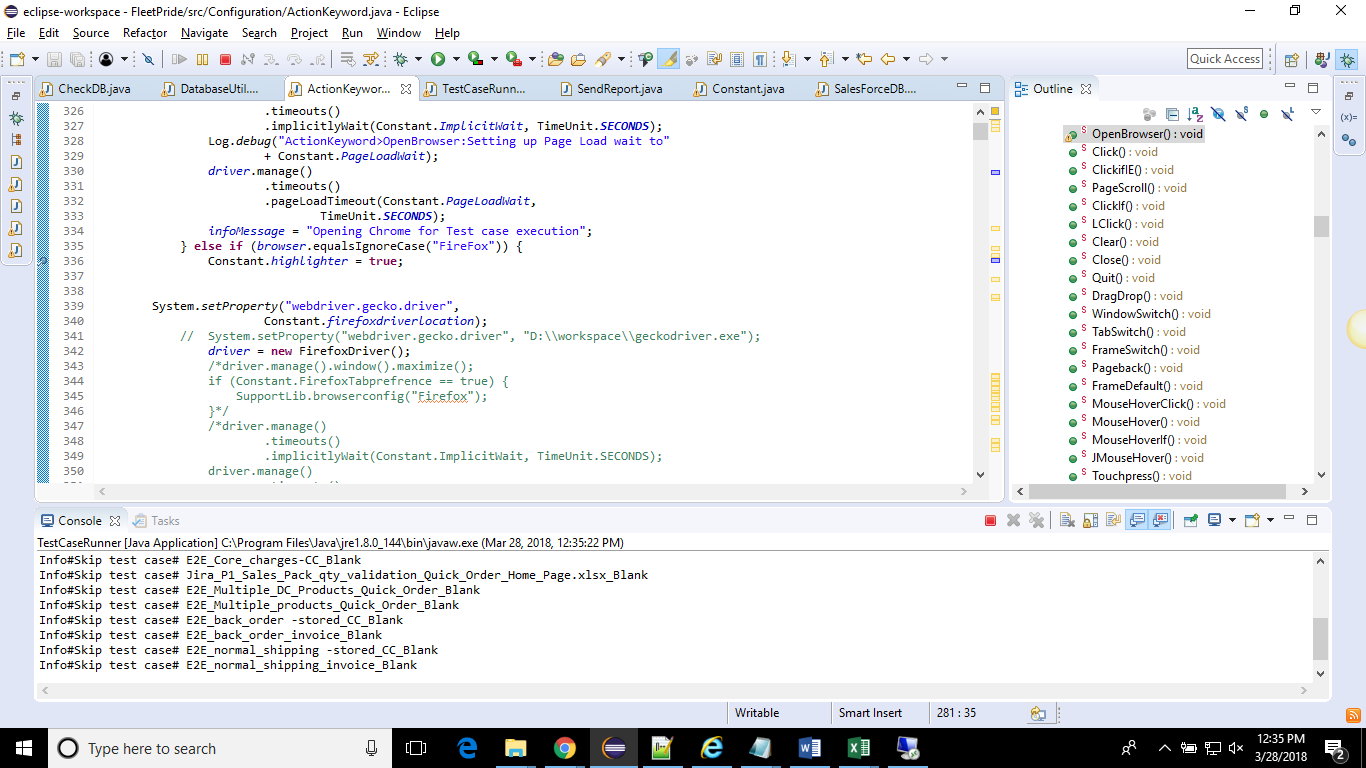 eclipse-workspace - FleetPride/src/Configuration/ActionKeyword.java - Eclipse
File Edit Source Refactor Navigate Search Project Run Window Help
Quick Access
CheckDB.java DatabaseUtil.... ActionKeywor... TestCaseRunn... SendReport.java Constant.java SalesForceDB....
326 .timeouts()
327 .implicitlyWait(Constant.ImplicitWait, TimeUnit.SECONDS);
328 Log.debug("ActionKeyword>OpenBrowser:Setting up Page Load wait to"
329 + Constant.PageLoadWait);
330 driver.manage()
331 .timeouts()
332 .pageLoadTimeout(Constant.PageLoadWait,
333 TimeUnit.SECONDS);
334 infoMessage = "Opening Chrome for Test case execution";
335 } else if (browser.equalsIgnoreCase("FireFox")) {
336 Constant.highlighter = true;
337
338
339 System.setProperty("webdriver.gecko.driver",
340 Constant.firefoxdriverlocation);
341 // System.setProperty("webdriver.gecko.driver", "D:\\workspace\\geckodriver.exe");
342 driver = new FirefoxDriver();
343 /*driver.manage().window().maximize();
344 if (Constant.FirefoxTabprefrence == true) {
345 SupportLib.browserconfig("Firefox");
346 }*/
347 /*driver.manage()
348 .timeouts()
349 .implicitlyWait(Constant.ImplicitWait, TimeUnit.SECONDS);
350 driver.manage()
Outline
OpenBrowser() : void
Click() : void
ClickifIE() : void
PageScroll() : void
ClickIf() : void
LClick() : void
Clear() : void
Close() : void
Quit() : void
DragDrop() : void
WindowSwitch() : void
TabSwitch() : void
FrameSwitch() : void
Pageback() : void
FrameDefault() : void
MouseHoverClick() : void
MouseHover() : void
MouseHoverIf() : void
JMouseHover() : void
Touchpress() : void
Console Tasks
TestCaseRunner [Java Application] C:\Program Files\Java\jre1.8.0_144\bin\javaw.exe (Mar 28, 2018, 12:35:22 PM)
Info#Skip test case# E2E_Core_charges-CC_Blank
Info#Skip test case# Jira_P1_Sales_Pack_qty_validation_Quick_Order_Home_Page.xlsx_Blank
Info#Skip test case# E2E_Multiple_DC_Products_Quick_Order_Blank
Info#Skip test case# E2E_Multiple_products_Quick_Order_Blank
Info#Skip test case# E2E_back_order -stored_CC_Blank
Info#Skip test case# E2E_back_order_invoice_Blank
Info#Skip test case# E2E_normal_shipping -stored_CC_Blank
Info#Skip test case# E2E_normal_shipping_invoice_Blank
Writable Smart Insert 281 : 35
Type here to search
12:35 PM
3/28/2018
2